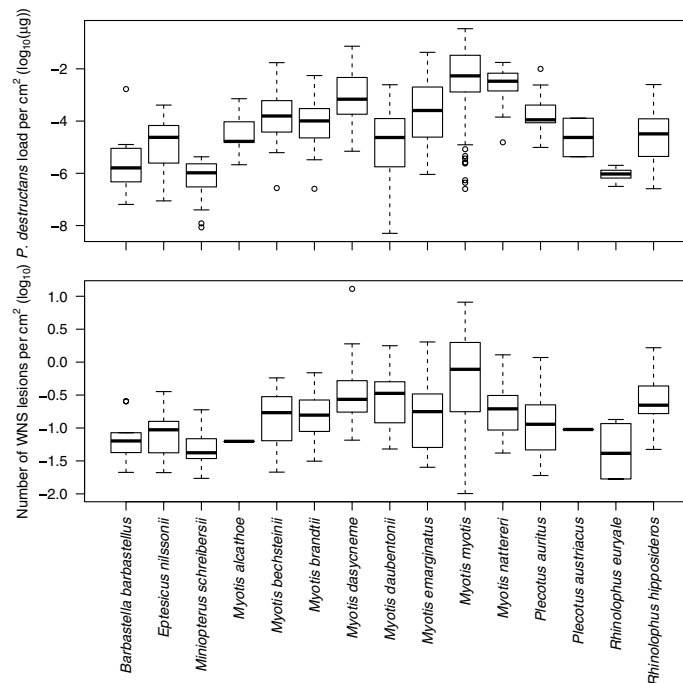 P. destructans load per cm² (log₁₀(µg))
−2
−4
−6
−8
Number of WNS lesions per cm² (log₁₀)
1.0
0.5
0.0
−0.5
−1.0
−1.5
−2.0
Barbastella barbastellus
Eptesicus nilssonii
Miniopterus schreibersii
Myotis alcathoe
Myotis bechsteinii
Myotis brandtii
Myotis dasycneme
Myotis daubentonii
Myotis emarginatus
Myotis myotis
Myotis nattereri
Plecotus auritus
Plecotus austriacus
Rhinolophus euryale
Rhinolophus hipposideros